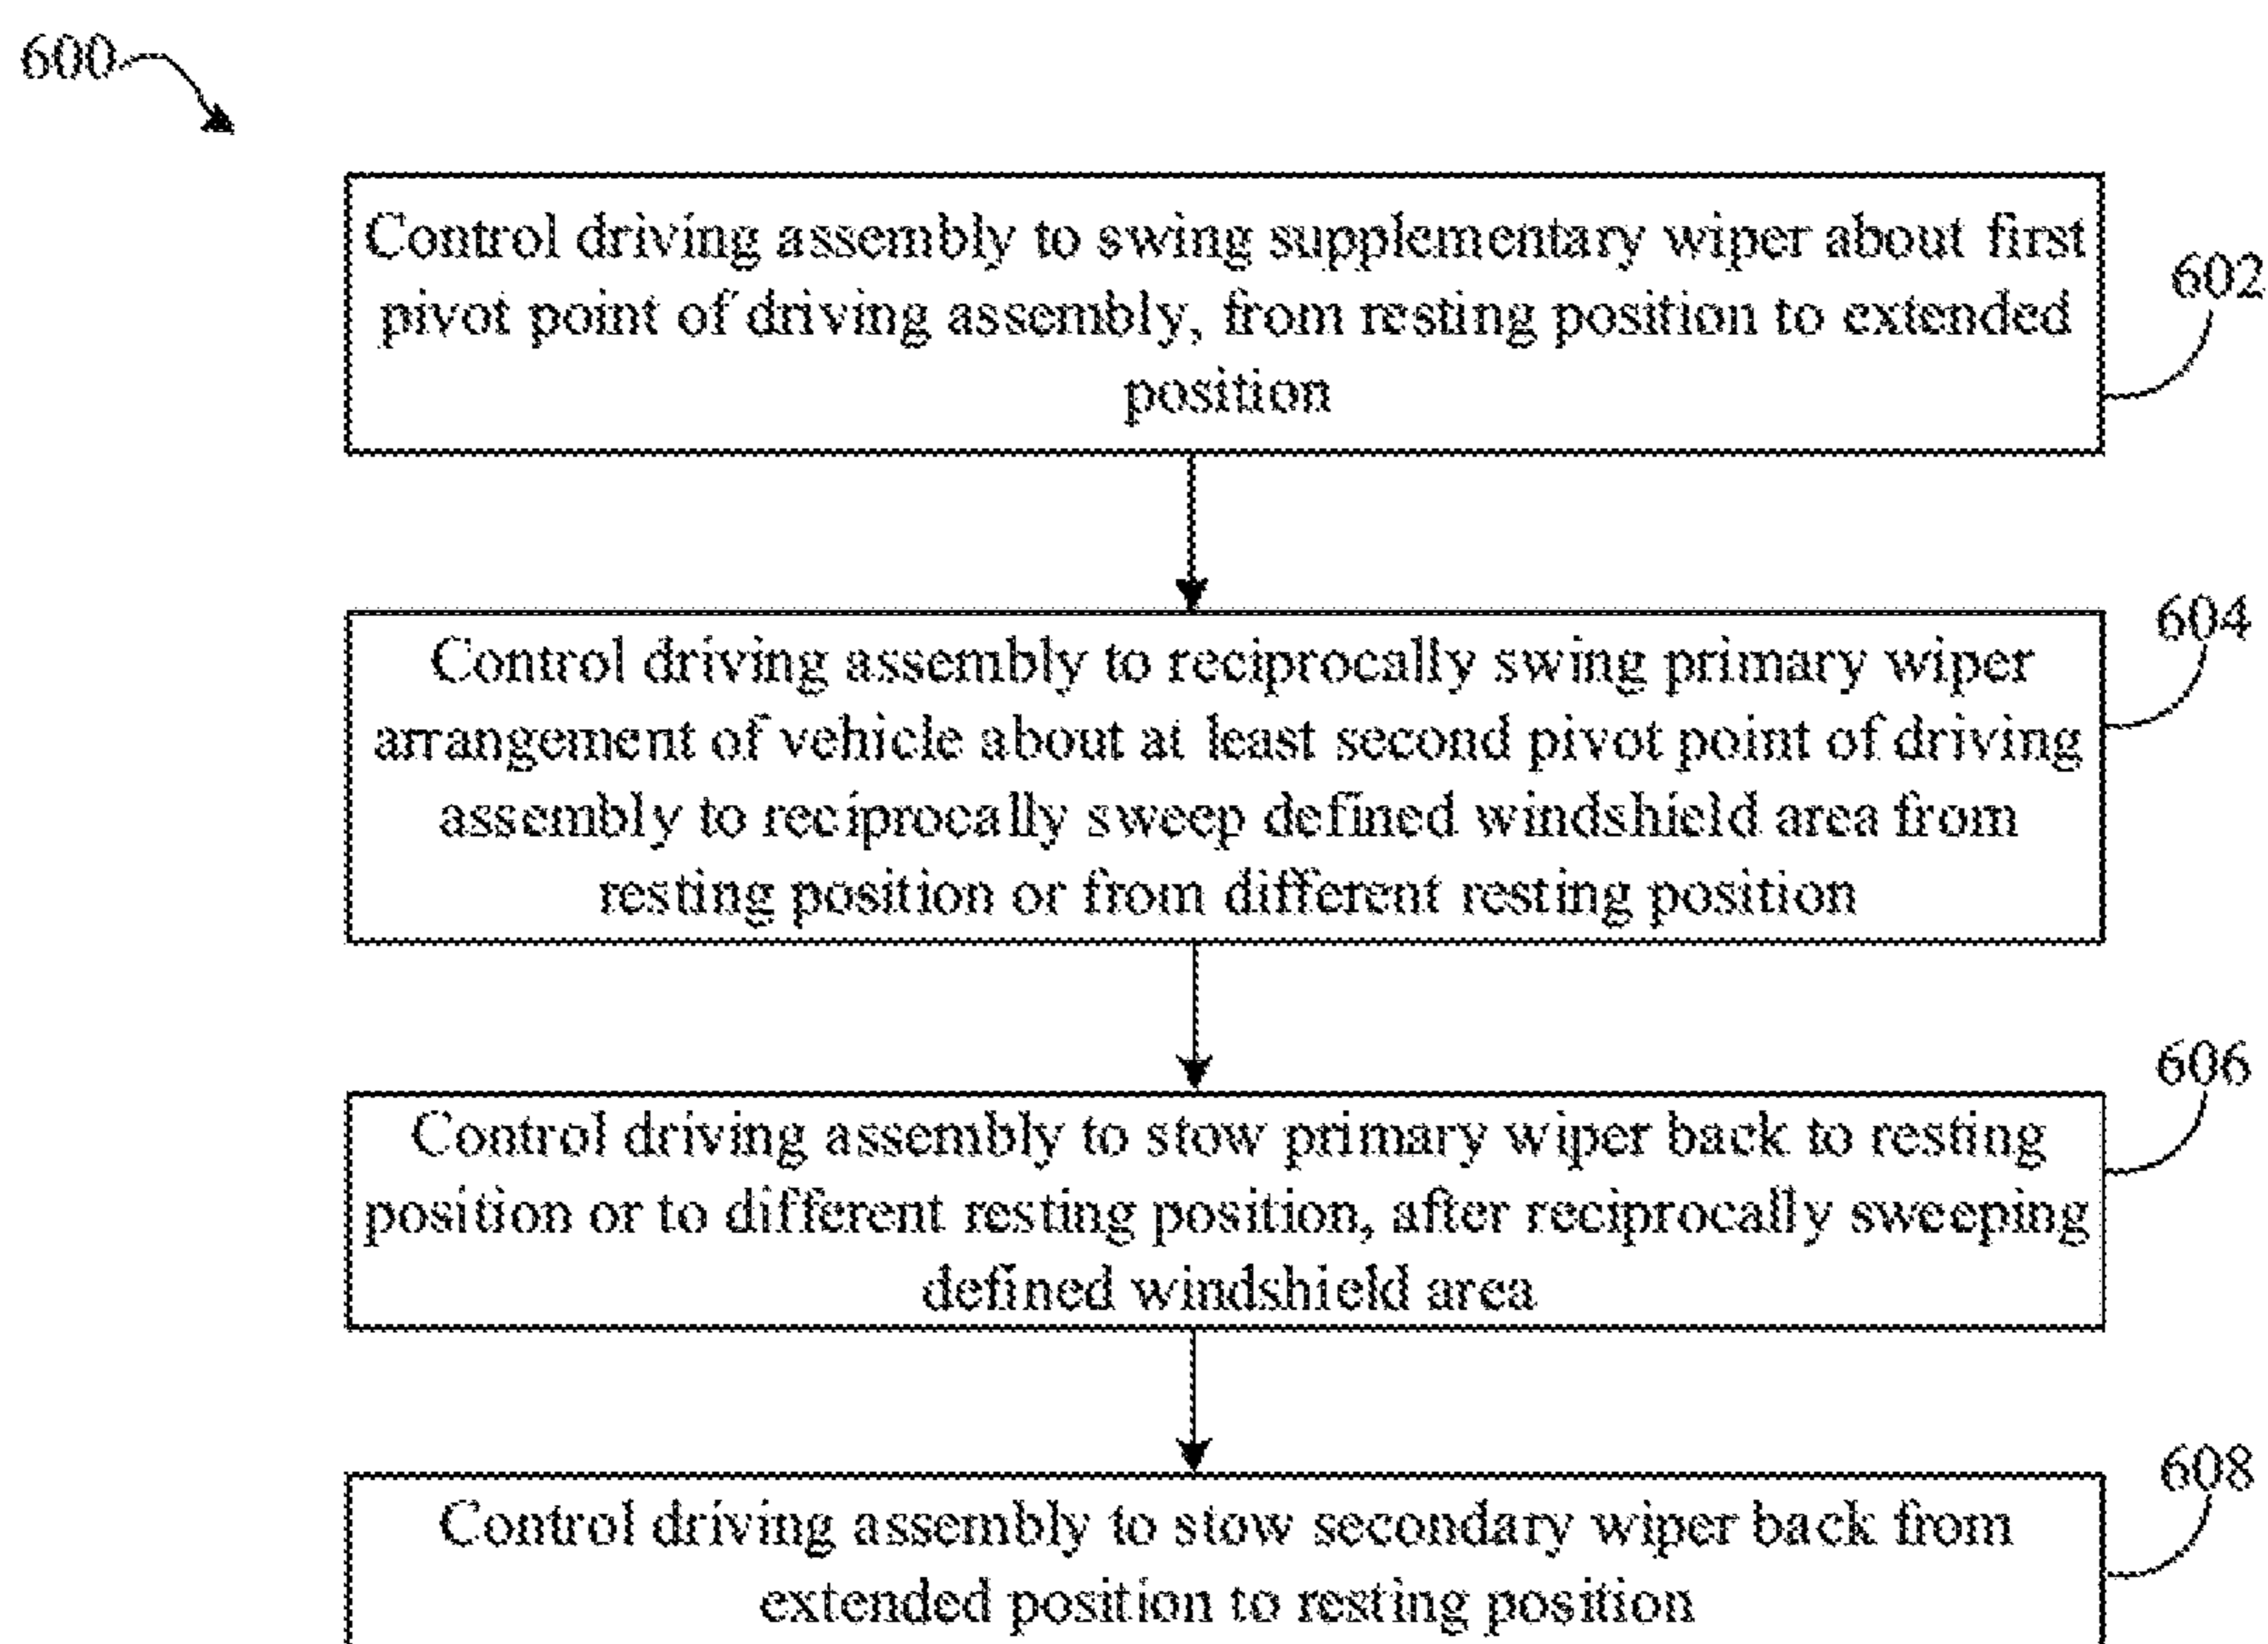 600
Control driving assembly to swing supplementary wiper about first
pivot point of driving assembly, from resting position to extended
position
602
Control driving assembly to reciprocally swing primary wiper
arrangement of vehicle about at least second pivot point of driving
assembly to reciprocally sweep defined windshield area from
resting position or from different resting position
604
Control driving assembly to stow primary wiper back to resting
position or to different resting position, after reciprocally sweeping
defined windshield area
606
Control driving assembly to stow secondary wiper back from
extended position to resting position
608